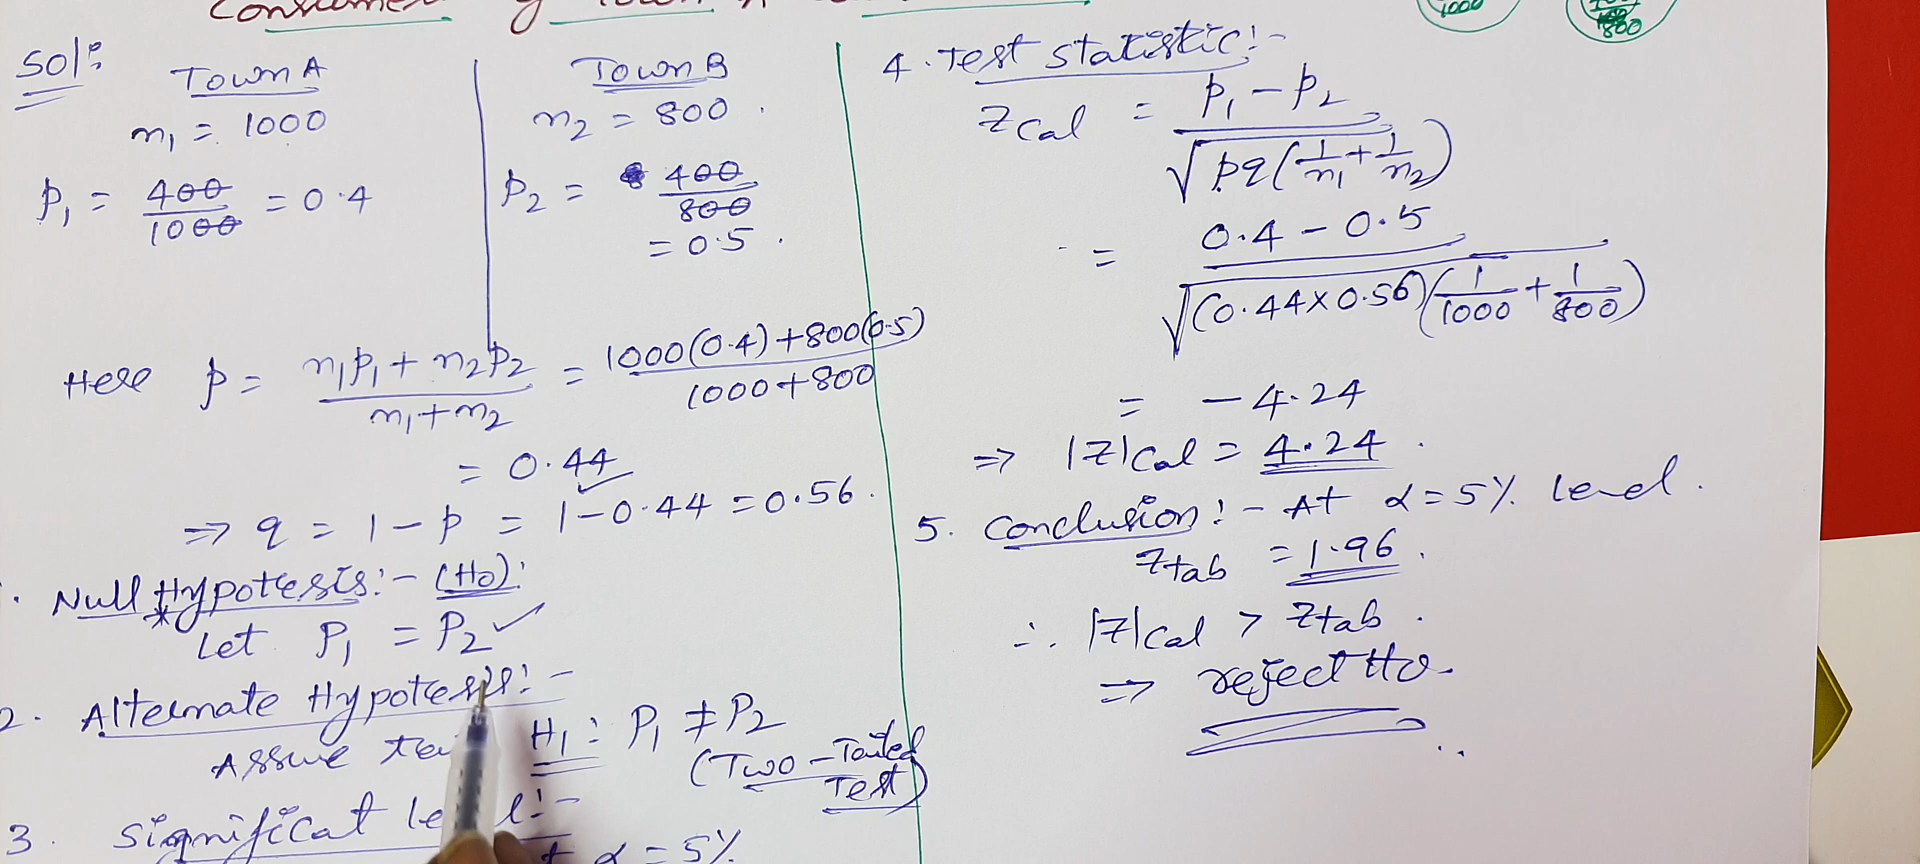 Sol:
Town A
n₁ = 1000
p₁ = 400/1000 = 0.4
Town B
n₂ = 800.
p₂ = 400/800
= 0.5.
Here p = (n₁p₁ + n₂p₂)/(n₁+n₂) = (1000(0.4)+800(0.5))/(1000+800)
= 0.44
⇒ q = 1 - p = 1-0.44 = 0.56.
Null Hypotesis:- (H₀):
Let P₁ = P₂ ✓
2. Alternate Hypotesis:-
H₁: P₁ ≠ P₂
(Two-Tailed
Test)
3. Significat
α = 5%
1000
800
4. Test statistic:-
Zcal = (p₁ - p₂)/√(pq(1/n₁ + 1/n₂))
= (0.4 - 0.5)/√((0.44×0.56)(1/1000 + 1/800))
= -4.24
⇒ |Z|cal = 4.24.
5. Conclusion:- At α = 5% level.
Ztab = 1.96.
∴ |Z|cal > Ztab.
⇒ reject H₀.